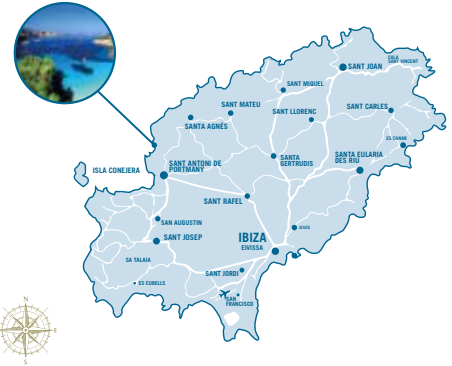 SANT JOAN
CALA
SANT VINCENT
SANT MIQUEL
SANT MATEU
SANT LLORENÇ
SANT CARLES
SANTA AGNÈS
ES CANAR
SANTA
GERTRUDIS
SANTA EULARIA
DES RIU
SANT ANTONI DE
PORTMANY
ISLA CONEJERA
SANT RAFEL
SAN AUGUSTIN
JESÚS
SANT JOSEP
IBIZA
EIVISSA
SA TALAIA
SANT JORDI
ES CUBELLS
SAN
FRANCISCO
N
E
S